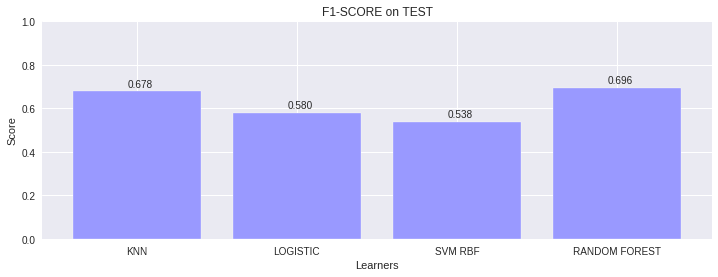 F1-SCORE on TEST
1.0
0.8
0.6
0.4
0.2
0.0
Score
0.678
0.580
0.538
0.696
KNN
LOGISTIC
SVM RBF
RANDOM FOREST
Learners